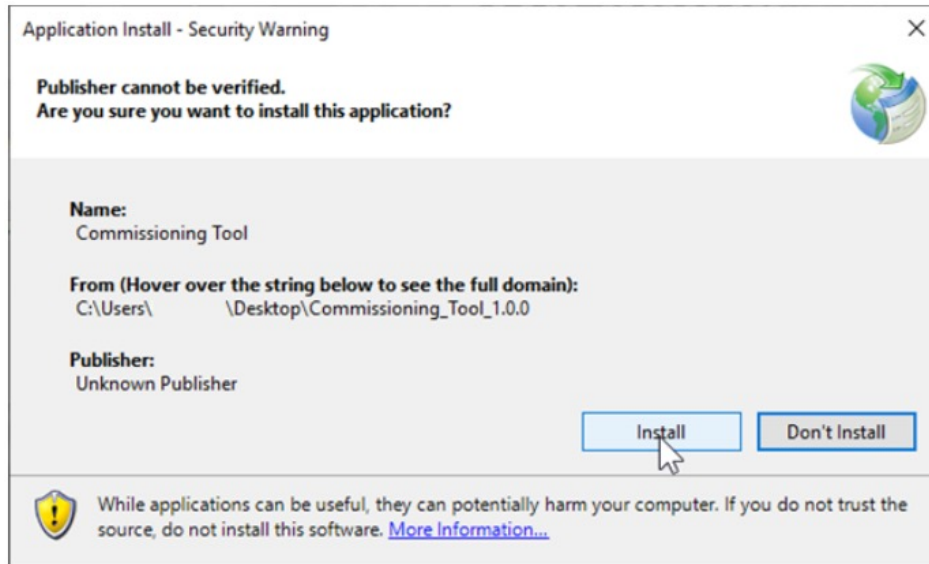 Application Install - Security Warning
Publisher cannot be verified.
Are you sure you want to install this application?
Name:
Commissioning Tool
From (Hover over the string below to see the full domain):
C:\Users\ \Desktop\Commissioning_Tool_1.0.0
Publisher:
Unknown Publisher
Install
Don't Install
While applications can be useful, they can potentially harm your computer. If you do not trust the
source, do not install this software. More Information...